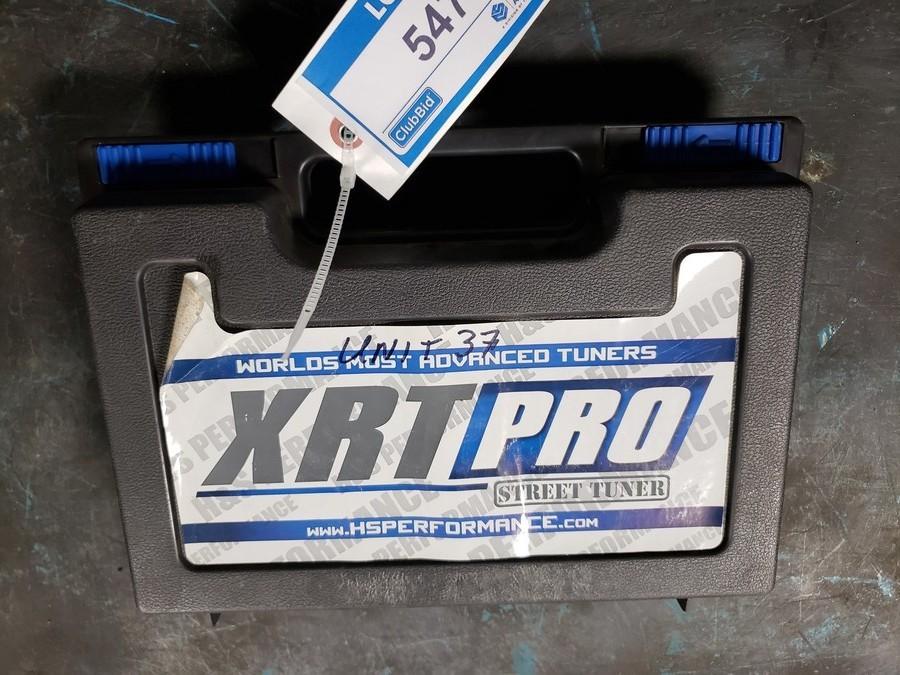 547
ClubBid
UNIT 37
WORLDS MOST ADVANCED TUNERS
XRT PRO
STREET TUNER
www.HSPERFORMANCE.com